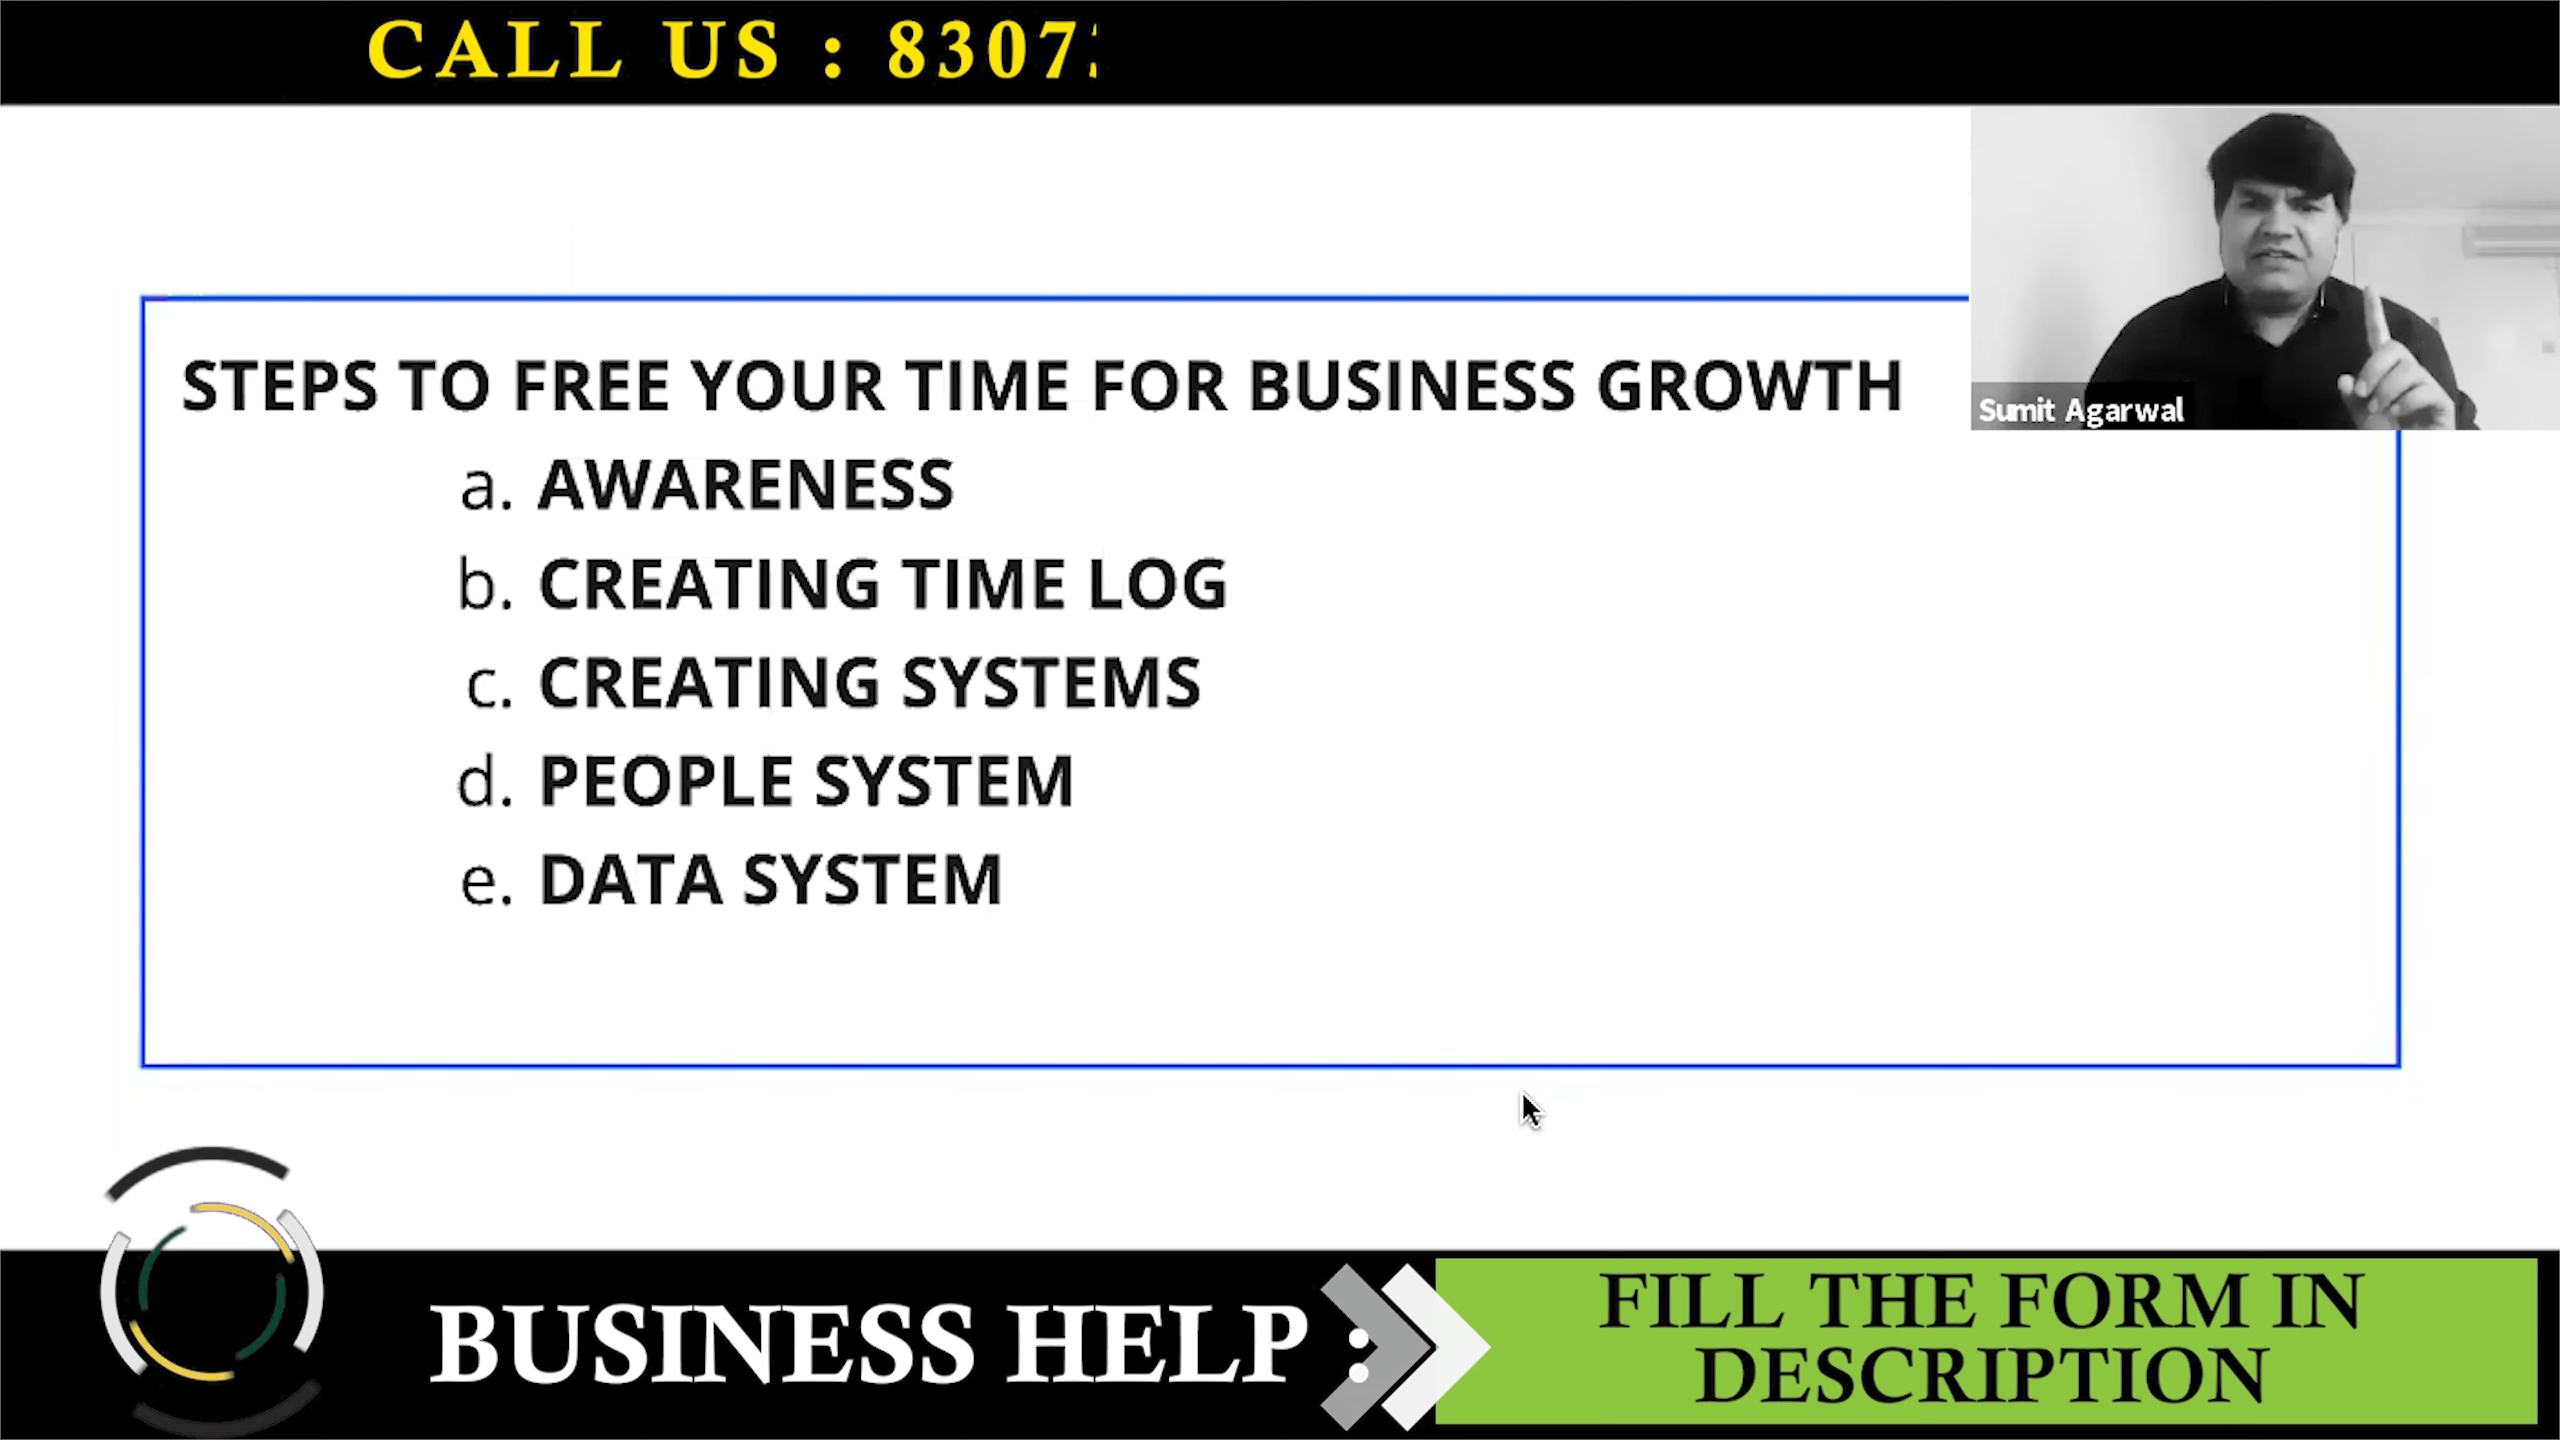 CALL US : 8307
Sumit Agarwal
STEPS TO FREE YOUR TIME FOR BUSINESS GROWTH
a. AWARENESS
b. CREATING TIME LOG
c. CREATING SYSTEMS
d. PEOPLE SYSTEM
e. DATA SYSTEM
BUSINESS HELP :
FILL THE FORM IN
DESCRIPTION